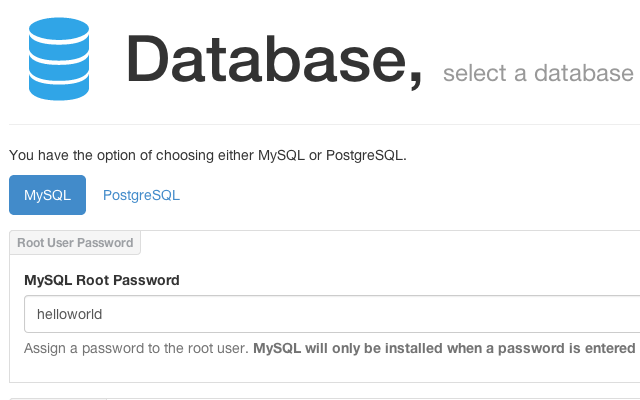 Database, select a database
You have the option of choosing either MySQL or PostgreSQL.
MySQL PostgreSQL
Root User Password
MySQL Root Password
helloworld
Assign a password to the root user. MySQL will only be installed when a password is entered